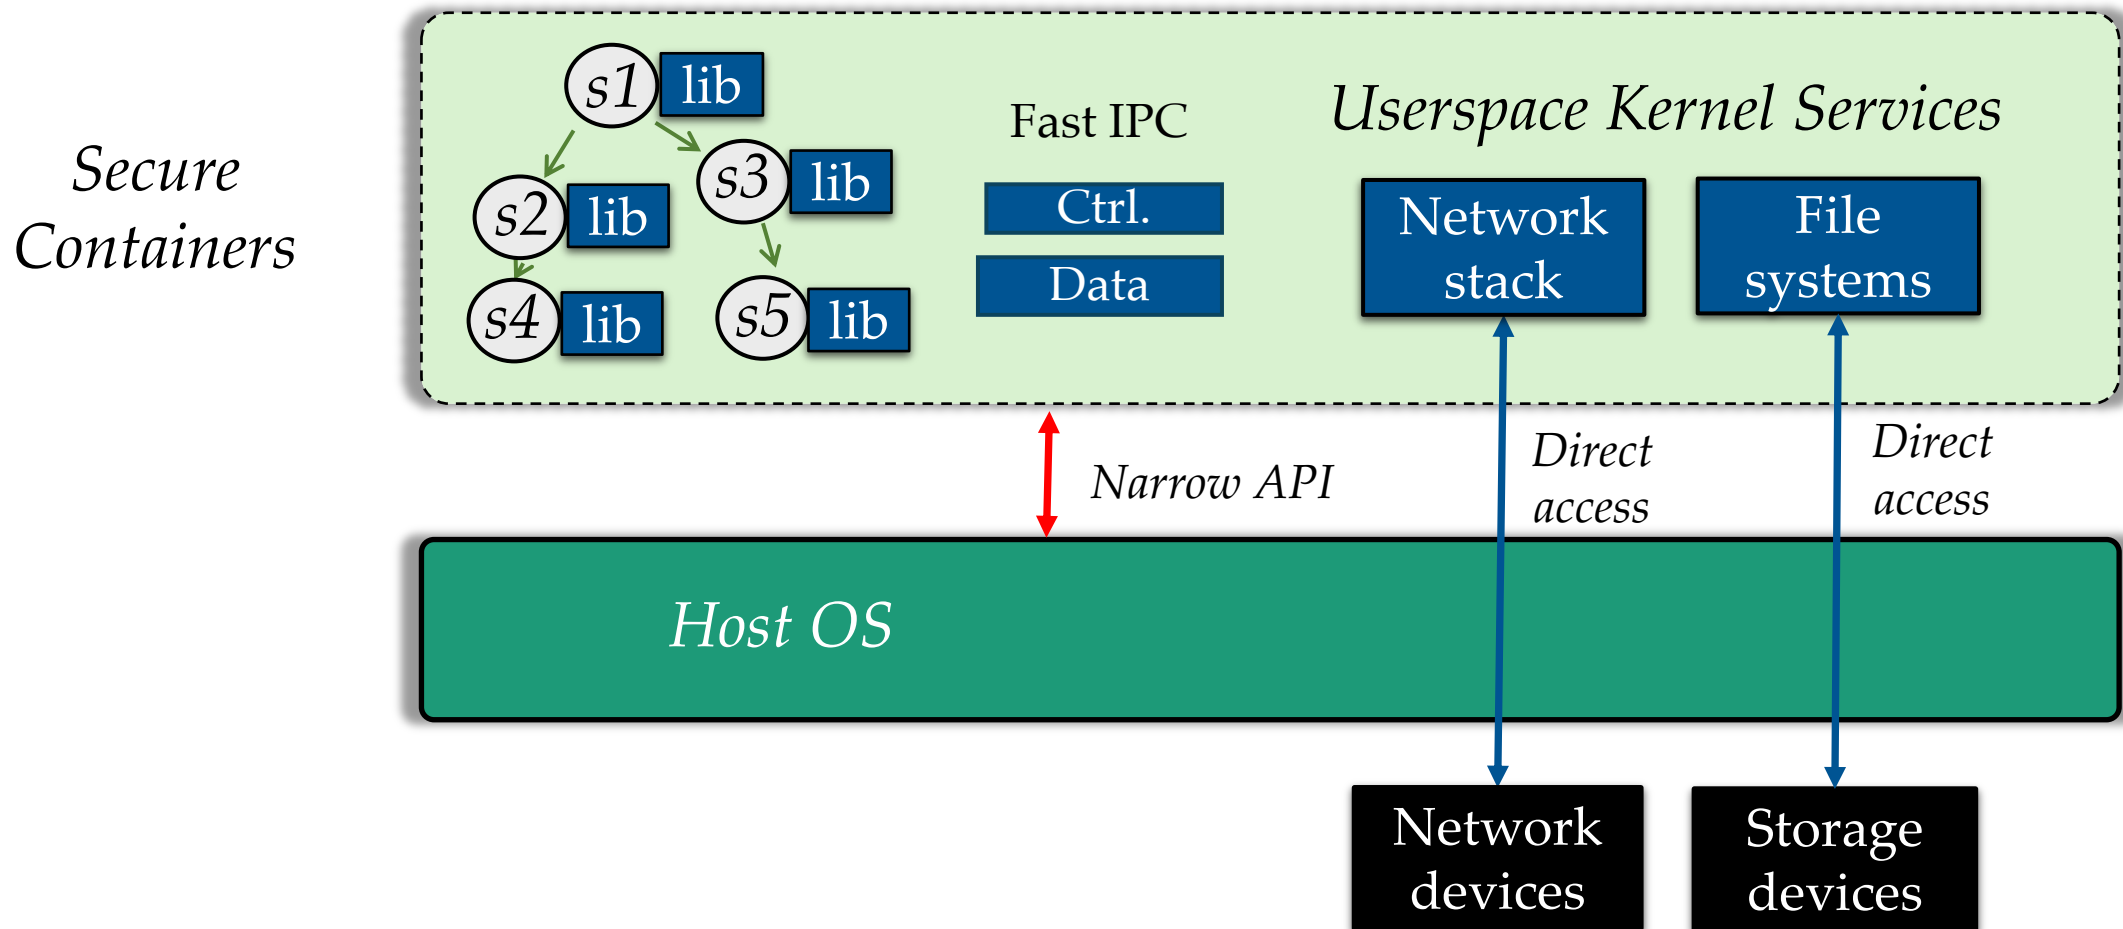 Secure
Containers
s1 lib
s2 lib
s3 lib
s4 lib
s5 lib
Fast IPC
Ctrl.
Data
Userspace Kernel Services
Network
stack
File
systems
Narrow API
Direct
access
Direct
access
Host OS
Network
devices
Storage
devices